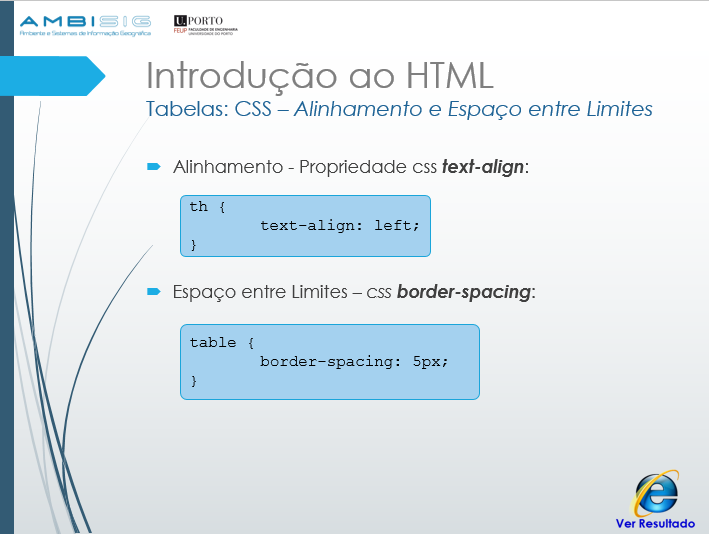 AMBISIG
Ambiente e Sistemas de Informação Geográfica
U.PORTO
FEUP FACULDADE DE ENGENHARIA
UNIVERSIDADE DO PORTO
Introdução ao HTML
Tabelas: CSS – Alinhamento e Espaço entre Limites
Alinhamento - Propriedade css text-align:
th {
text-align: left;
}
Espaço entre Limites – css border-spacing:
table {
border-spacing: 5px;
}
Ver Resultado